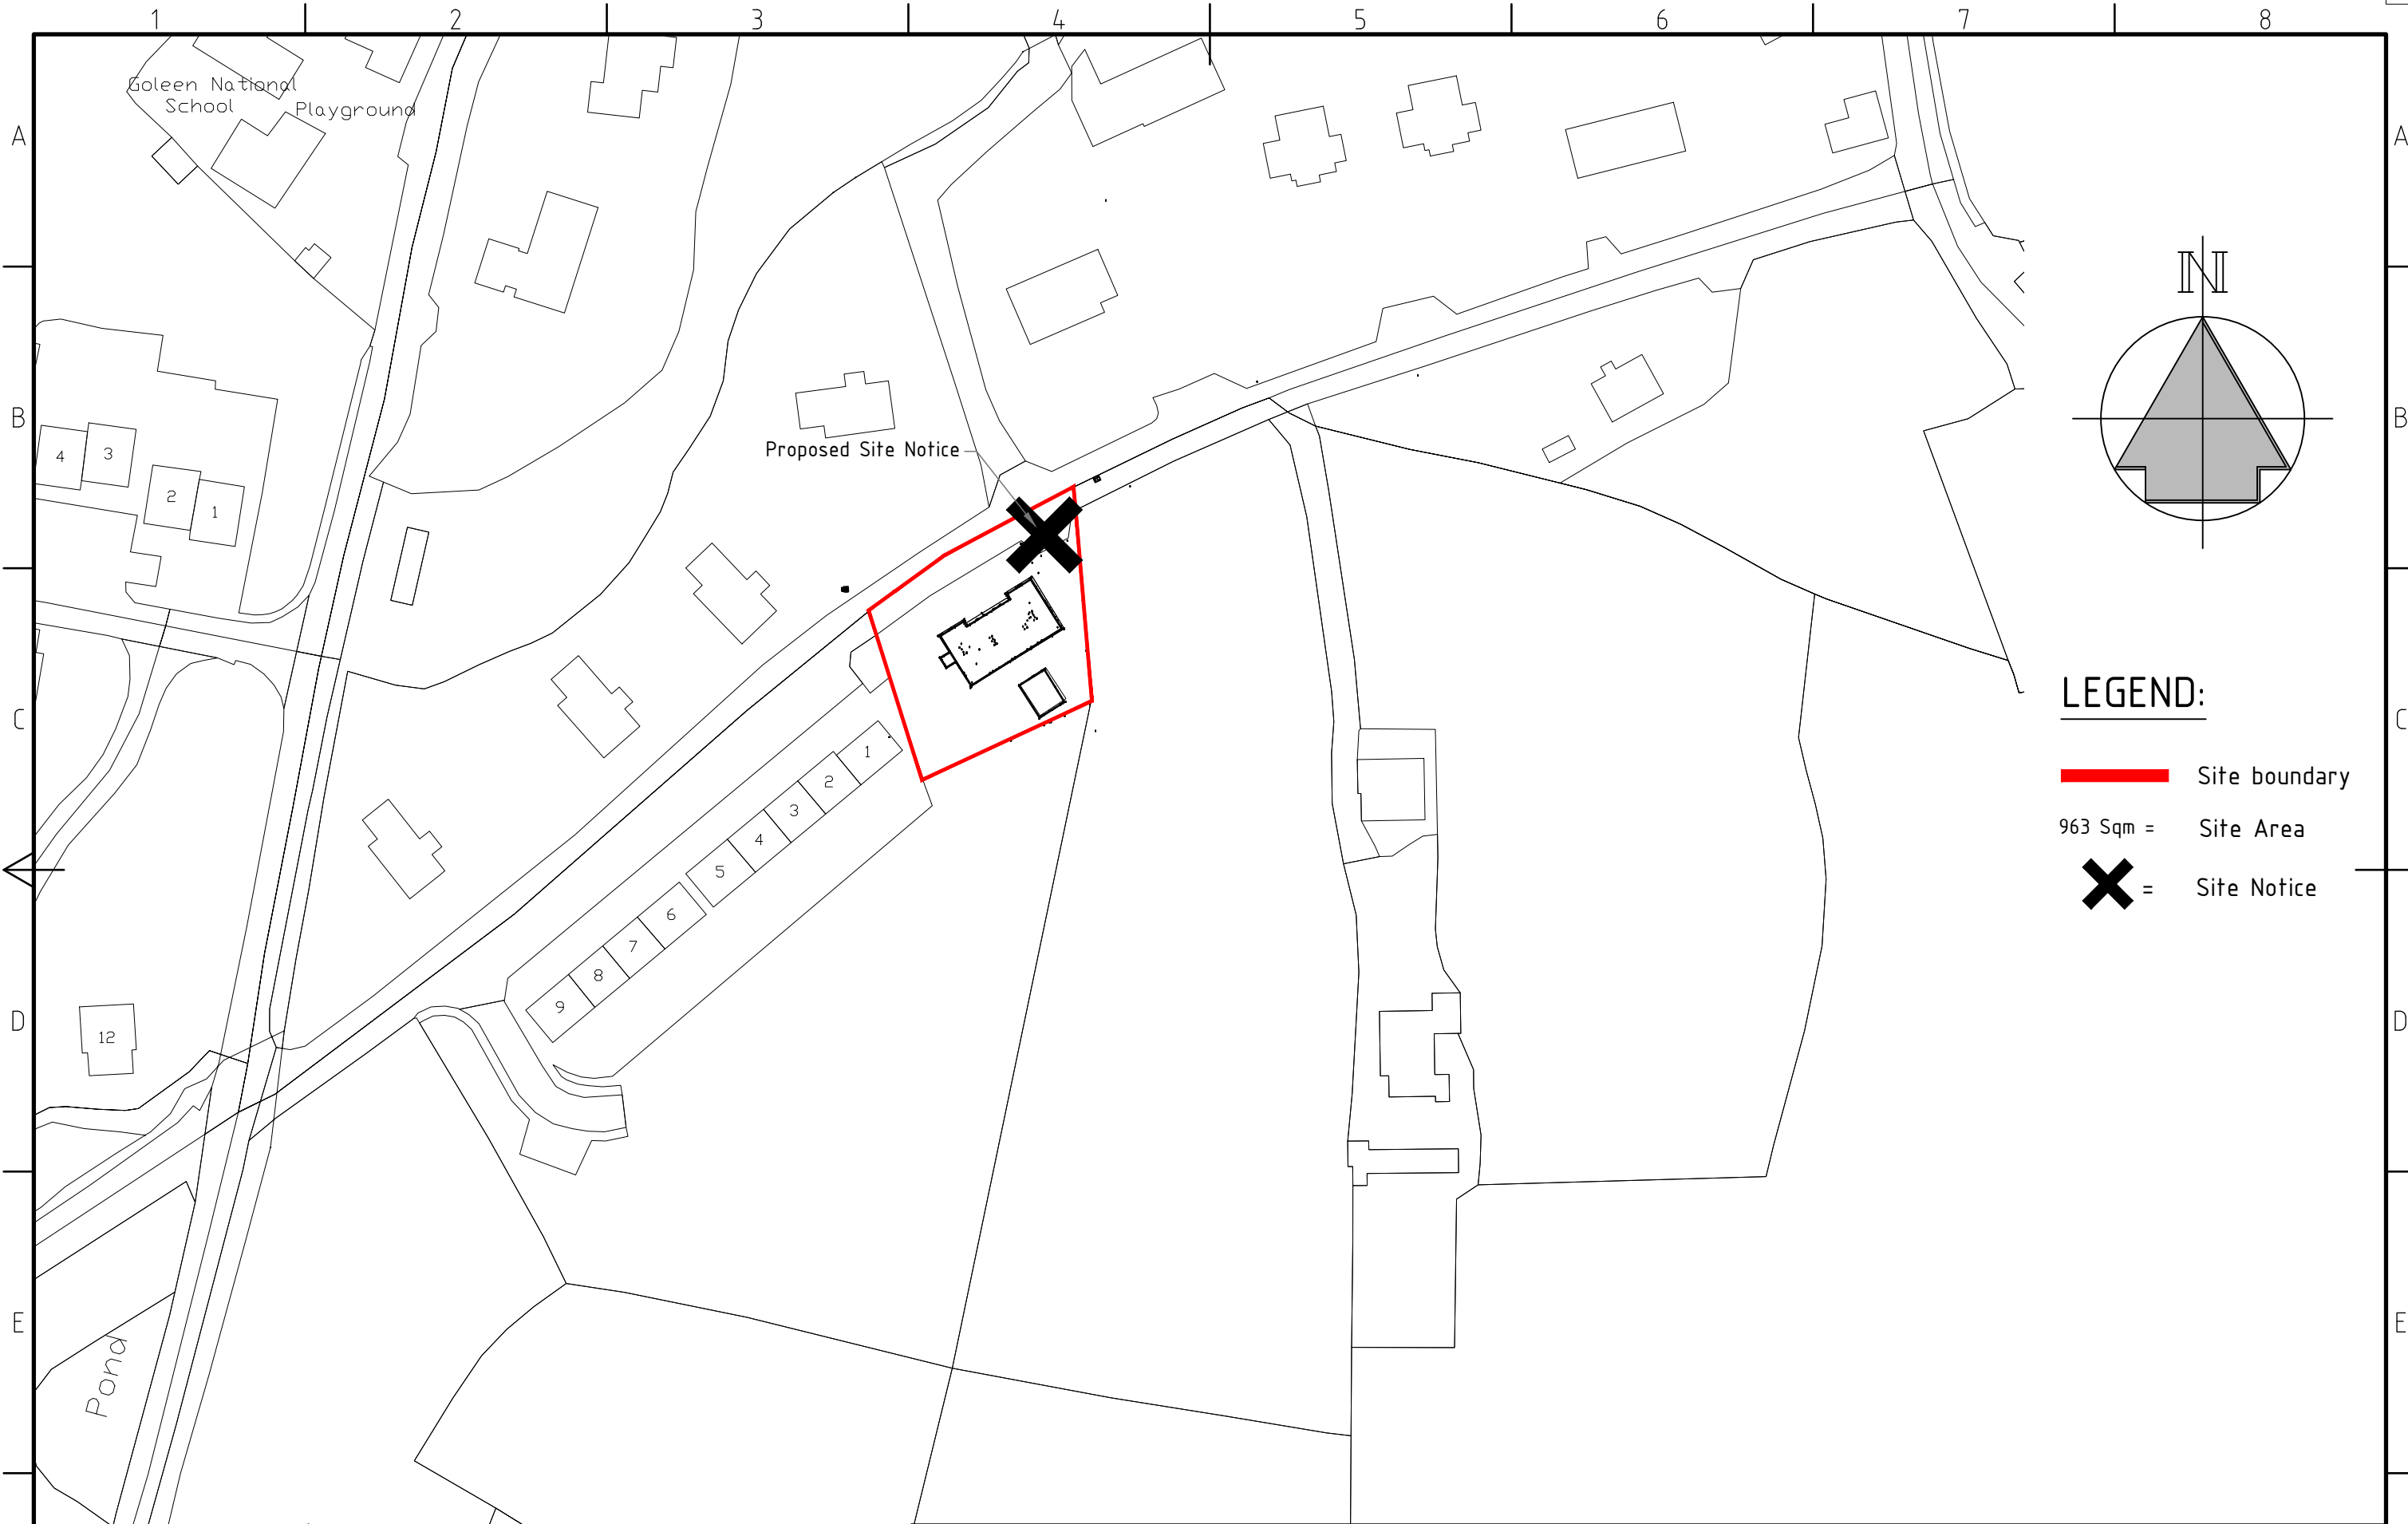 1 2 3 4 5 6 7 8
Goleen National
School
Playground
A A
N
B B
Proposed Site Notice
4 3
2 1
LEGEND:
C C
Site boundary
963 Sqm = Site Area
= Site Notice
1
2
3
4
5
6
7
8
9
D D
12
E E
Pond